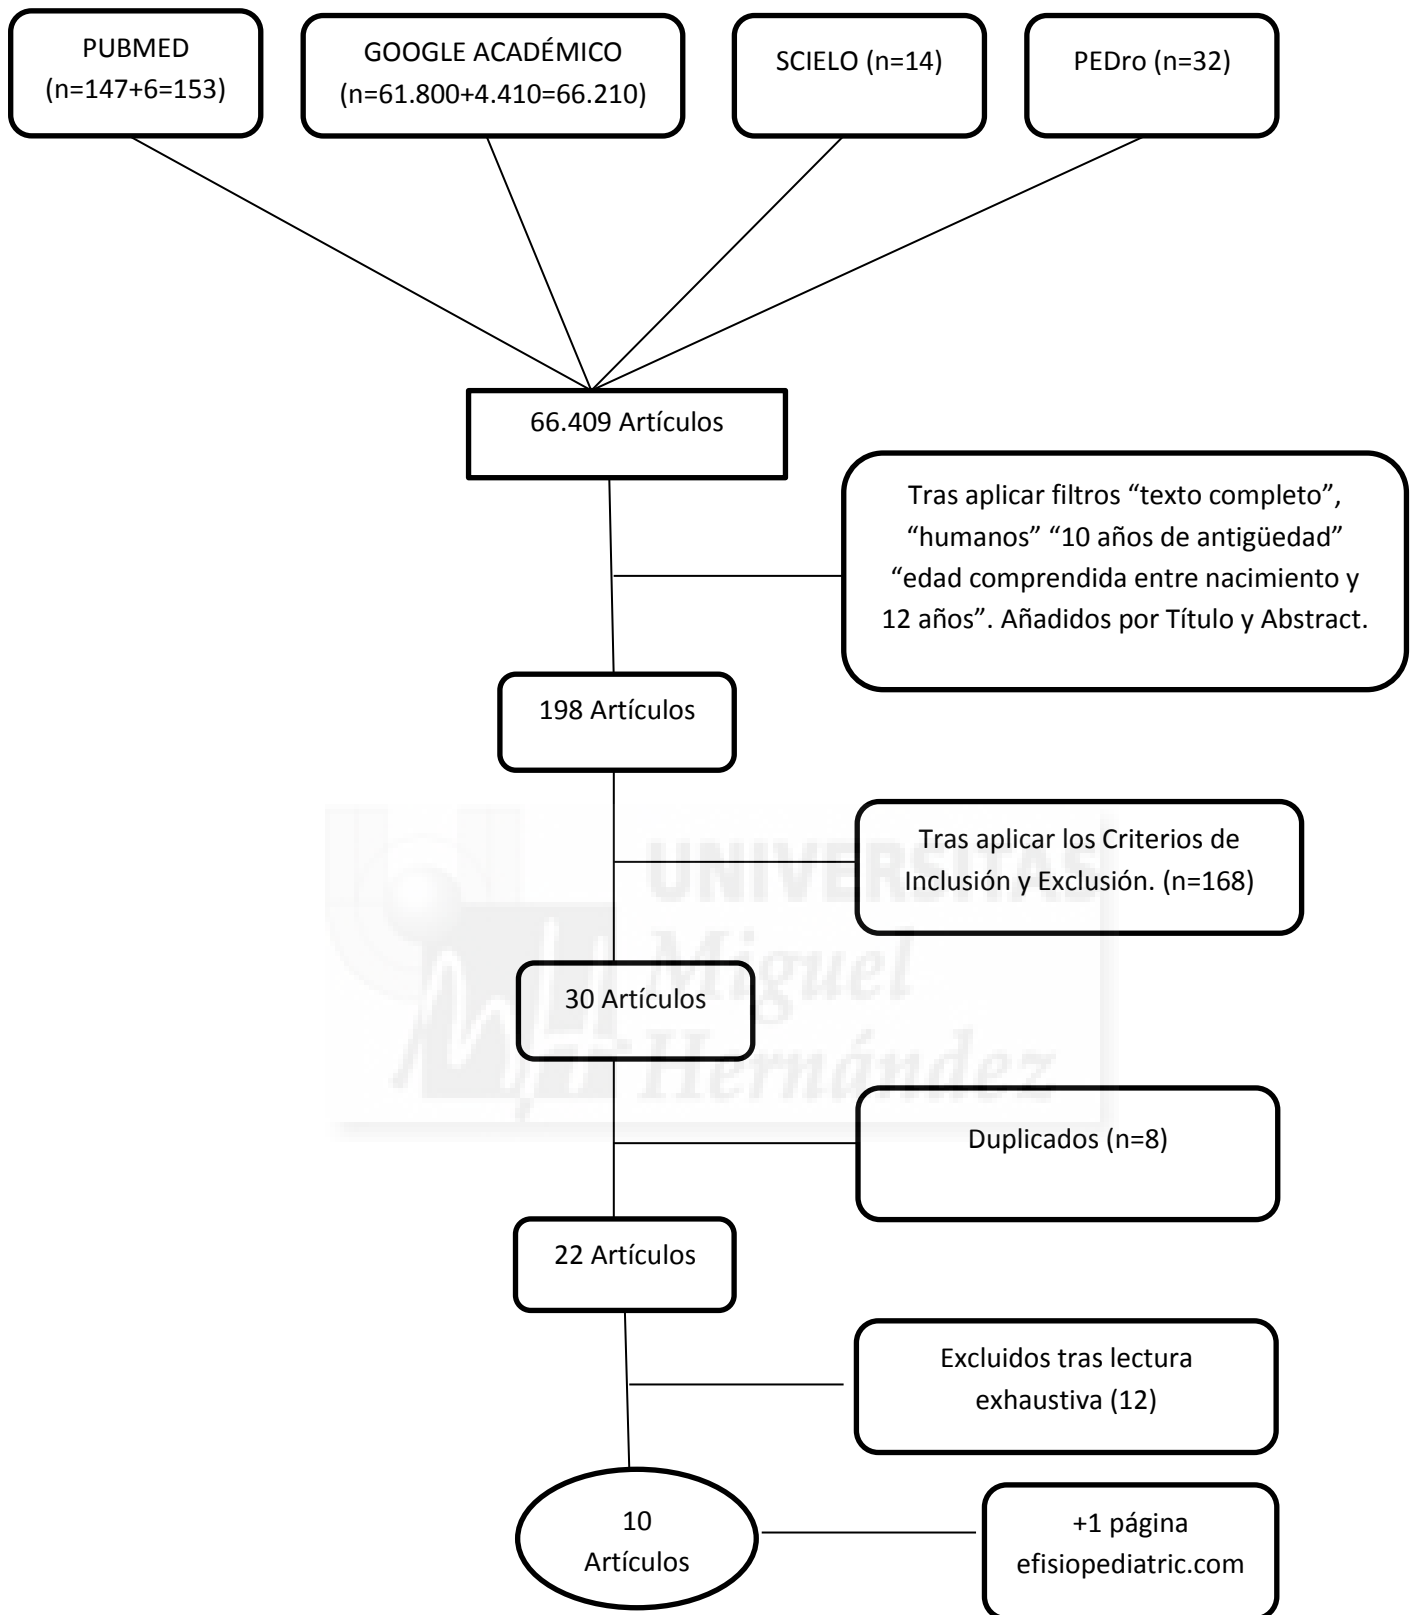 PUBMED
(n=147+6=153)
GOOGLE ACADÉMICO
(n=61.800+4.410=66.210)
SCIELO (n=14)
PEDro (n=32)
66.409 Artículos
Tras aplicar filtros “texto completo”,
“humanos” “10 años de antigüedad”
“edad comprendida entre nacimiento y
12 años”. Añadidos por Título y Abstract.
198 Artículos
Tras aplicar los Criterios de
Inclusión y Exclusión. (n=168)
UNIVERSITAS
Miguel
Hernández
30 Artículos
Duplicados (n=8)
22 Artículos
Excluidos tras lectura
exhaustiva (12)
10
Artículos
+1 página
efisiopediatric.com